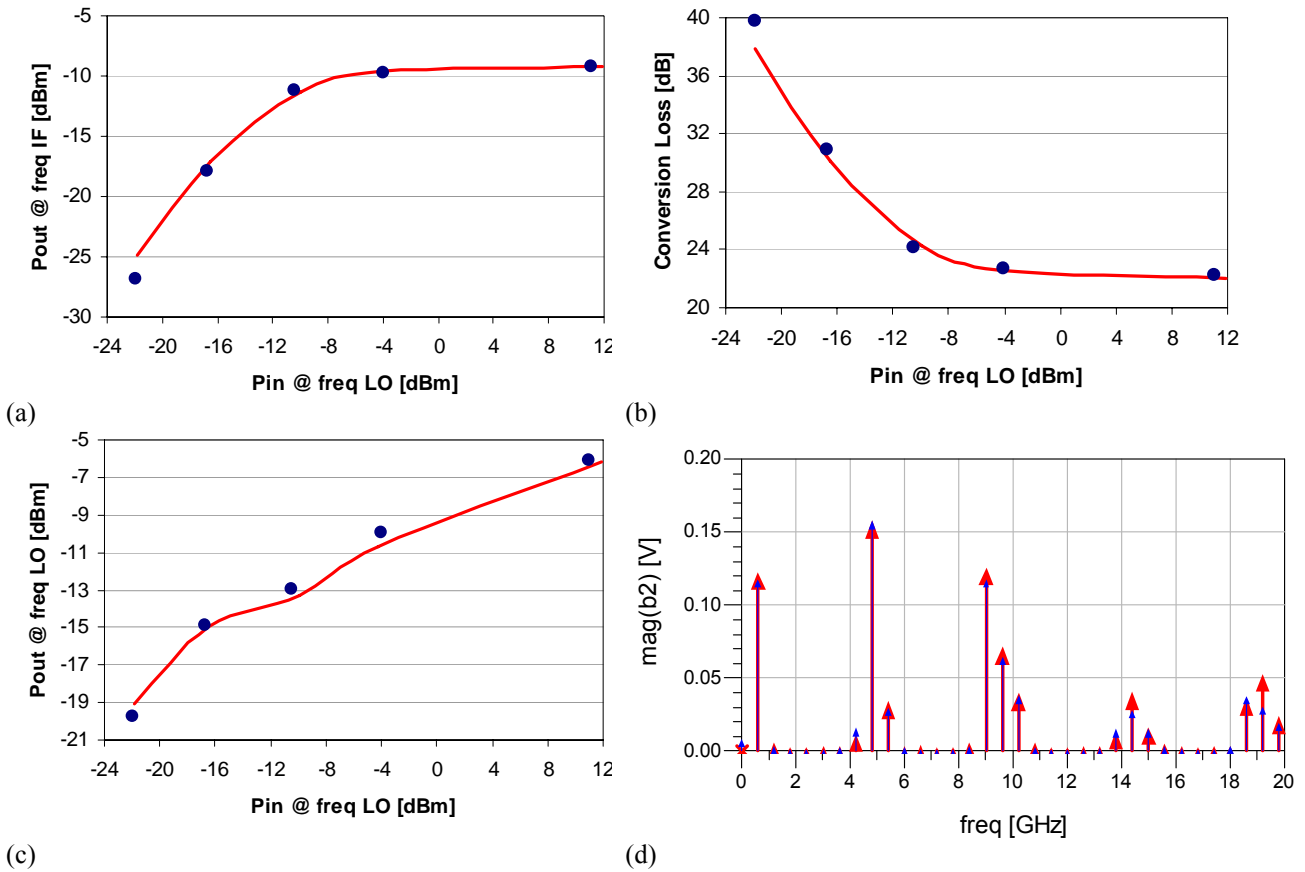 -5
-10
-15
-20
-25
-30
Pout @ freq IF [dBm]
-24 -20 -16 -12 -8 -4 0 4 8 12
Pin @ freq LO [dBm]
(a)
40
36
32
28
24
20
Conversion Loss [dB]
-24 -20 -16 -12 -8 -4 0 4 8 12
Pin @ freq LO [dBm]
(b)
-5
-7
-9
-11
-13
-15
-17
-19
-21
Pout @ freq LO [dBm]
-24 -20 -16 -12 -8 -4 0 4 8 12
Pin @ freq LO [dBm]
(c)
0.20
0.15
0.10
0.05
0.00
mag(b2) [V]
0 2 4 6 8 10 12 14 16 18 20
freq [GHz]
(d)